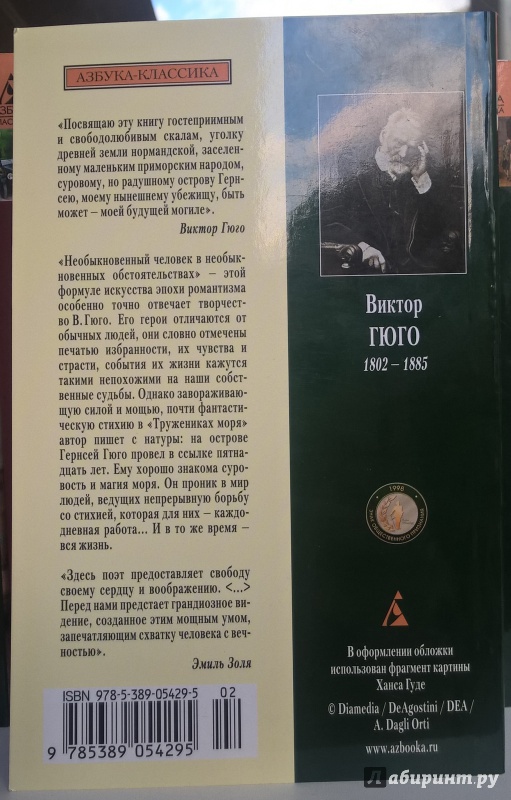 АЗБУКА-КЛАССИКА
«Посвящаю эту книгу гостеприимным
и свободолюбивым скалам, уголку
древней земли нормандской, заселен-
ному маленьким приморским народом,
суровому, но радушному острову Герн-
сею, моему нынешнему убежищу, быть
может – моей будущей могиле».
Виктор Гюго
«Необыкновенный человек в необык-
новенных обстоятельствах» – этой
формуле искусства эпохи романтизма
особенно точно отвечает творчест-
во В. Гюго. Его герои отличаются от
обычных людей, они словно отмечены
печатью избранности, их чувства и
страсти, события их жизни кажутся
такими непохожими на наши собст-
венные судьбы. Однако завораживаю-
щую силой и мощью, почти фантасти-
ческую стихию в «Тружениках моря»
автор пишет с натуры: на острове
Гернсей Гюго провел в ссылке пятна-
дцать лет. Ему хорошо знакома суро-
вость и магия моря. Он проник в мир
людей, ведущих непрерывную борьбу
со стихией, которая для них – каждо-
дневная работа... И в то же время –
вся жизнь.
«Здесь поэт предоставляет свободу
своему сердцу и воображению. <...>
Перед нами предстает грандиозное ви-
дение, созданное этим мощным умом,
запечатляющим схватку человека с веч-
ностью».
Эмиль Золя
ISBN 978-5-389-05429-5
02
9 785389 054295
Виктор
ГЮГО
1802 – 1885
1998
В оформлении обложки
использован фрагмент картины
Ханса Гуде
© Diamedia / DeAgostini / DEA /
A. Dagli Orti
www.azbooka.ru
Лабиринт.ру